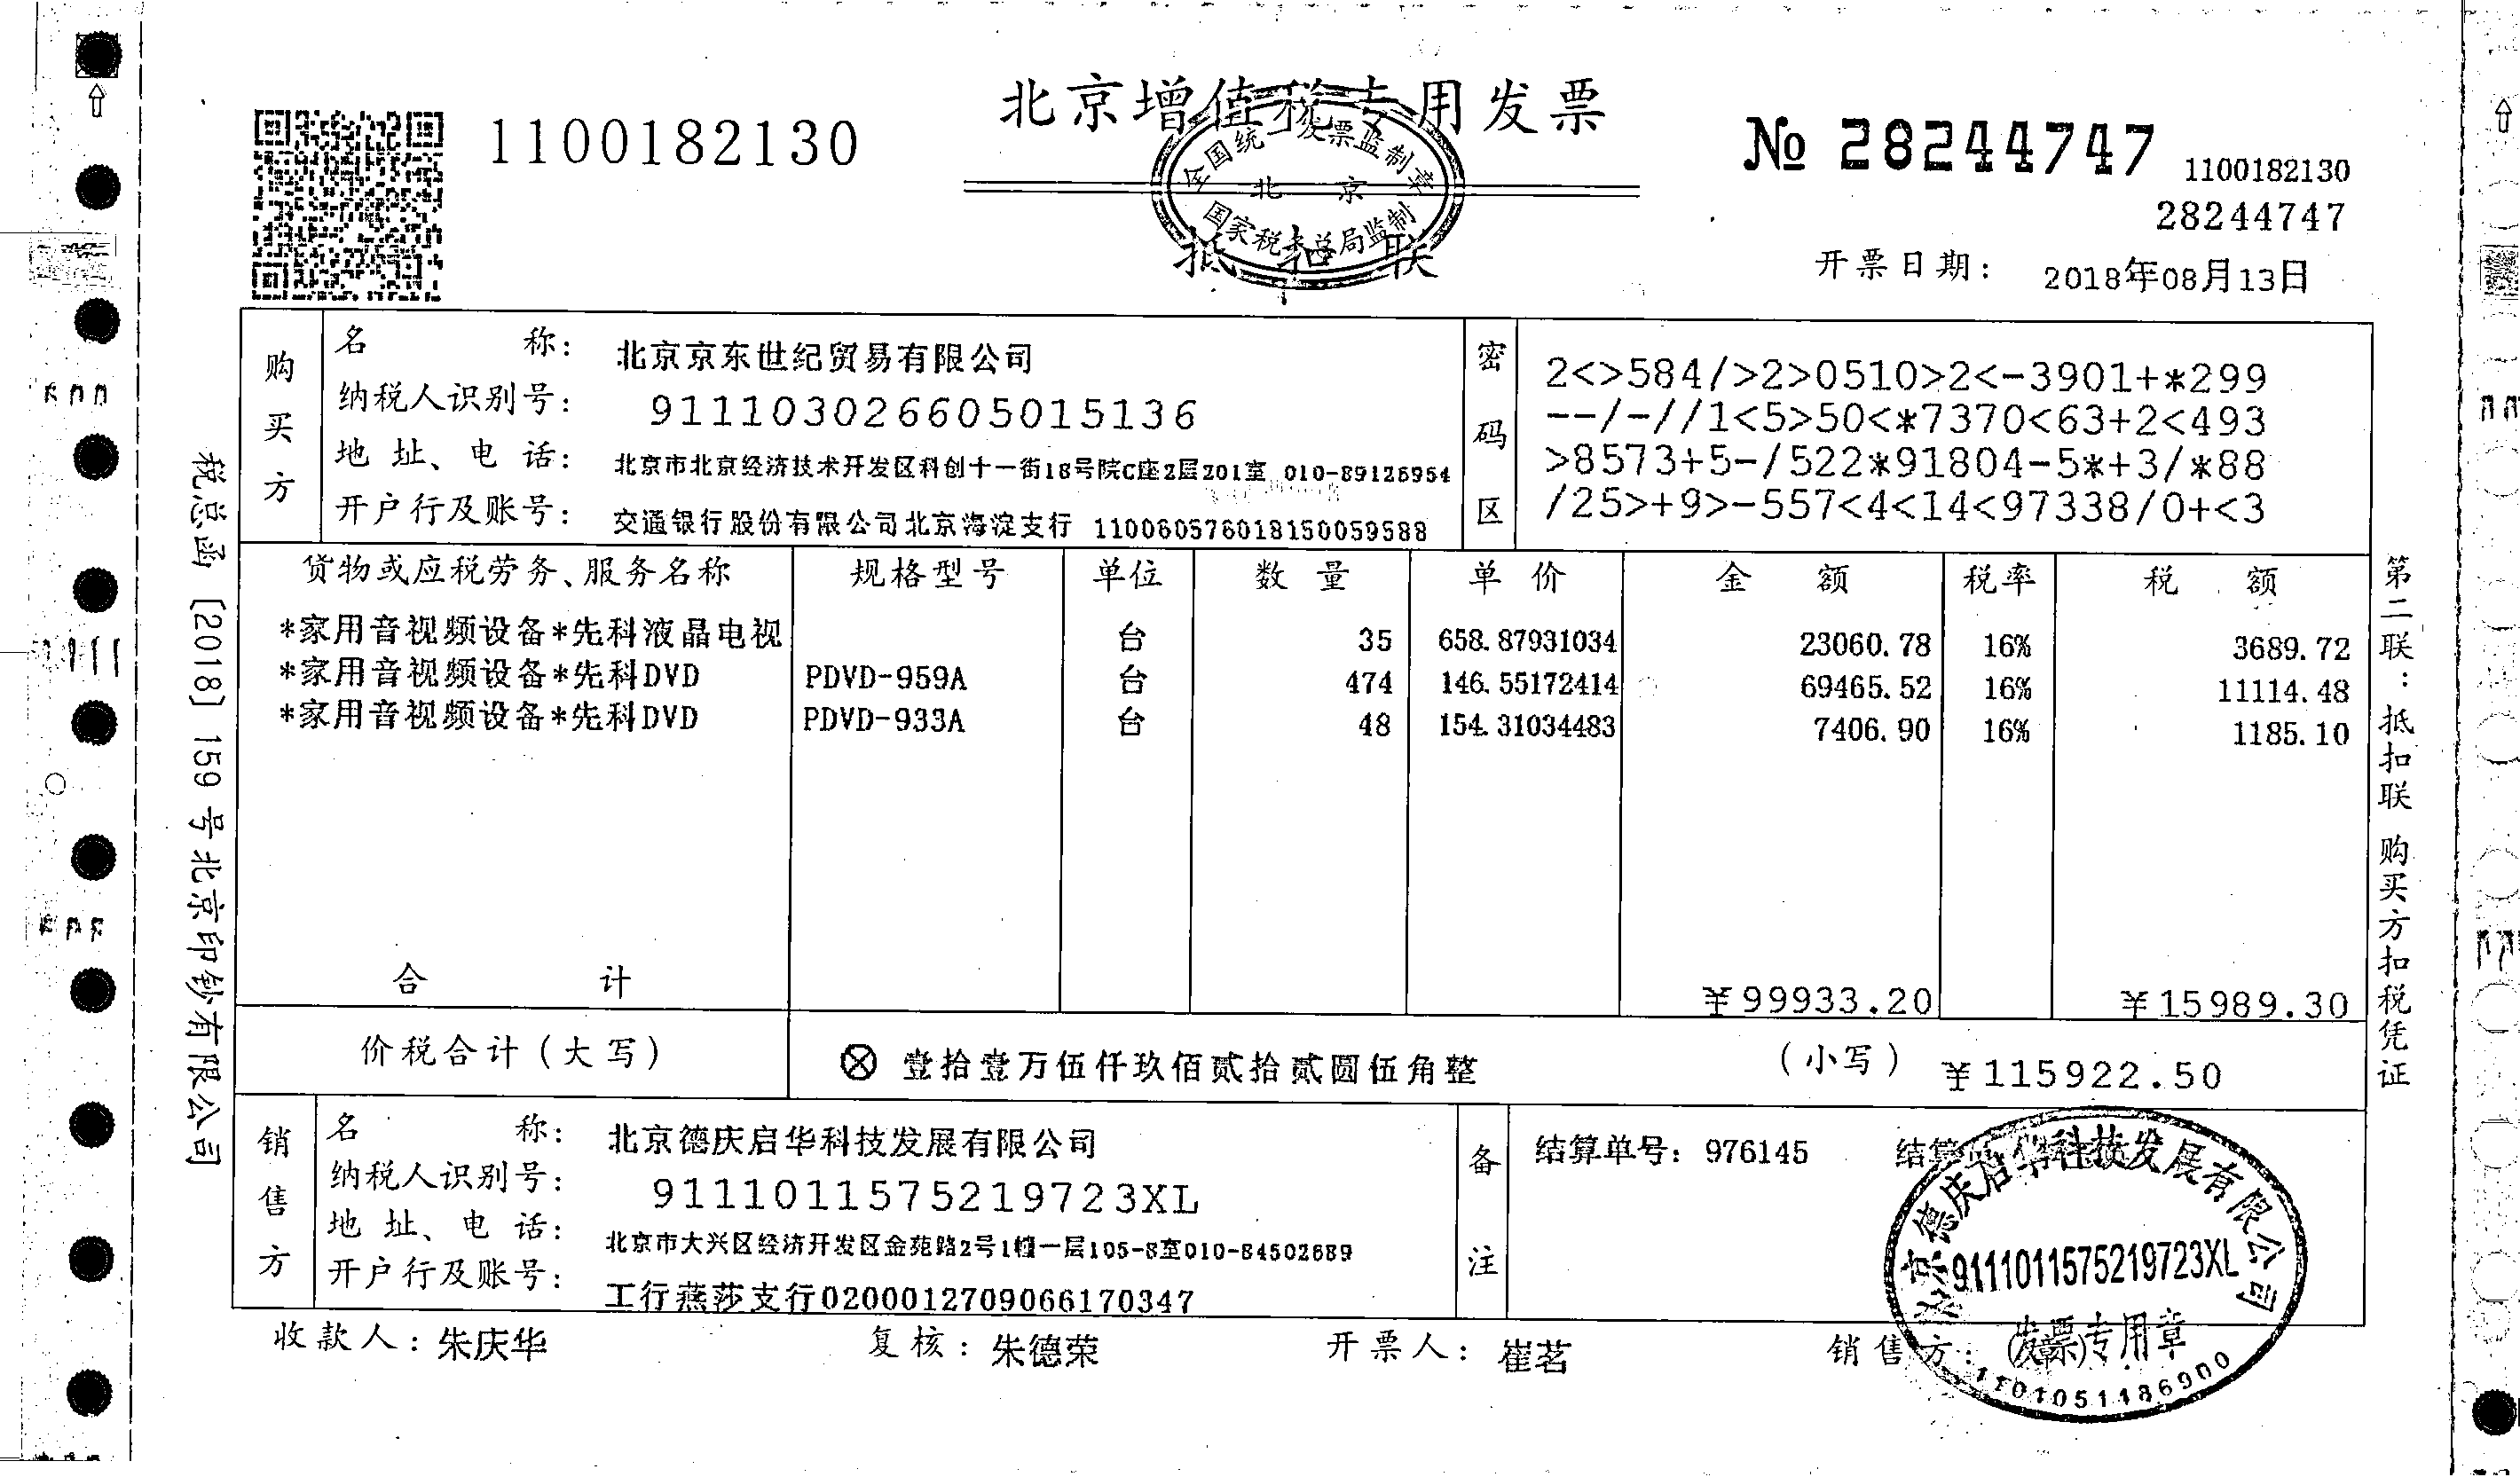 北京增值税专用发票
1100182130
№ 28244747
1100182130
28244747
全国统一发票监制章
北 京
国家税务总局监制
抵扣联
开票日期: 2018年08月13日
购买方
名 称: 北京京东世纪贸易有限公司
纳税人识别号: 911103026605015136
地 址、电 话: 北京市北京经济技术开发区科创十一街18号院C座2层201室 010-89126954
开户行及账号: 交通银行股份有限公司北京海淀支行 110060576018150059588
密码区
2<>584/>2>0510>2<-3901+*299
--/-//1<5>50<*7370<63+2<493
>8573+5-/522*91804-5*+3/*88
/25>+9>-557<4<14<97338/0+<3
货物或应税劳务、服务名称 规格型号 单位 数 量 单 价 金 额 税率 税 额
*家用音视频设备*先科液晶电视 台 35 658.87931034 23060.78 16% 3689.72
*家用音视频设备*先科DVD PDVD-959A 台 474 146.55172414 69465.52 16% 11114.48
*家用音视频设备*先科DVD PDVD-933A 台 48 154.31034483 7406.90 16% 1185.10
合 计 ¥99933.20 ¥15989.30
价税合计(大写) ⊗ 壹拾壹万伍仟玖佰贰拾贰圆伍角整 (小写) ¥115922.50
销售方
名 称: 北京德庆启华科技发展有限公司
纳税人识别号: 9111011575219723XL
地 址、电 话: 北京市大兴区经济开发区金苑路2号1幢一层105-8室010-84502689
开户行及账号: 工行燕莎支行0200012709066170347
备注
结算单号: 976145 结算
收款人: 朱庆华 复核: 朱德荣 开票人: 崔茗 销售方: (章)
北京德庆启华科技发展有限公司
9111011575219723XL
发票专用章
1101051186900
税总函〔2018〕159号北京印钞有限公司
第二联:抵扣联 购买方扣税凭证